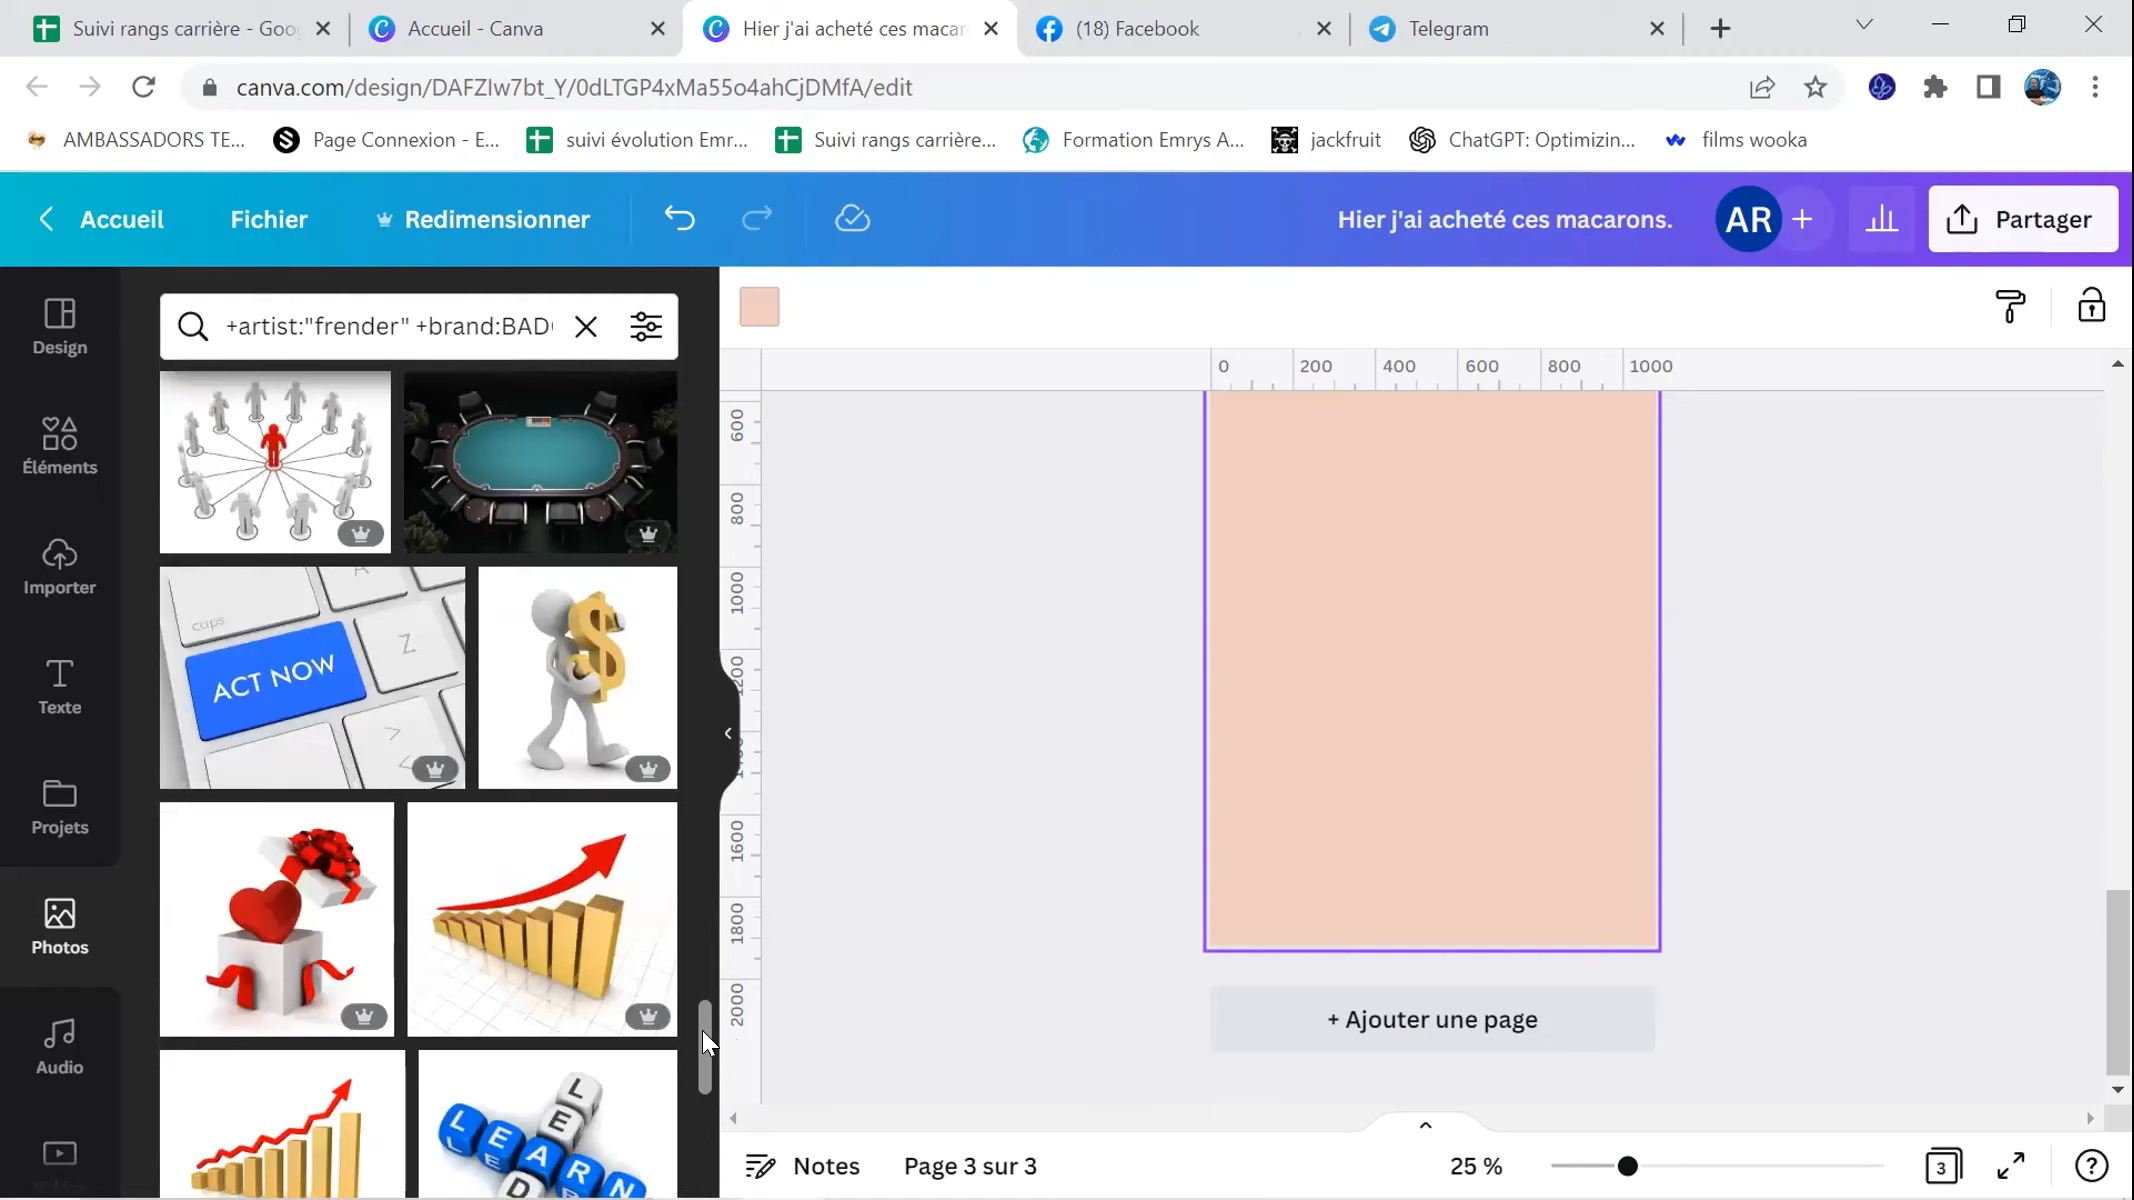 Suivi rangs carrière - Goo
Accueil - Canva
Hier j'ai acheté ces macar
(18) Facebook
Telegram
canva.com/design/DAFZlw7bt_Y/0dLTGP4xMa55o4ahCjDMfA/edit
AMBASSADORS TE...
Page Connexion - E...
suivi évolution Emr...
Suivi rangs carrière...
Formation Emrys A...
jackfruit
ChatGPT: Optimizin...
films wooka
Accueil
Fichier
Redimensionner
Hier j'ai acheté ces macarons.
AR
Partager
Design
Éléments
Importer
Texte
Projets
Photos
Audio
+artist:"frender" +brand:BAD
caps
A
Z
ACT NOW
>
<
LEARN
LE
D
0 200 400 600 800 1000
600
800
1000
1200
1600
1800
2000
+ Ajouter une page
Notes
Page 3 sur 3
25 %
3